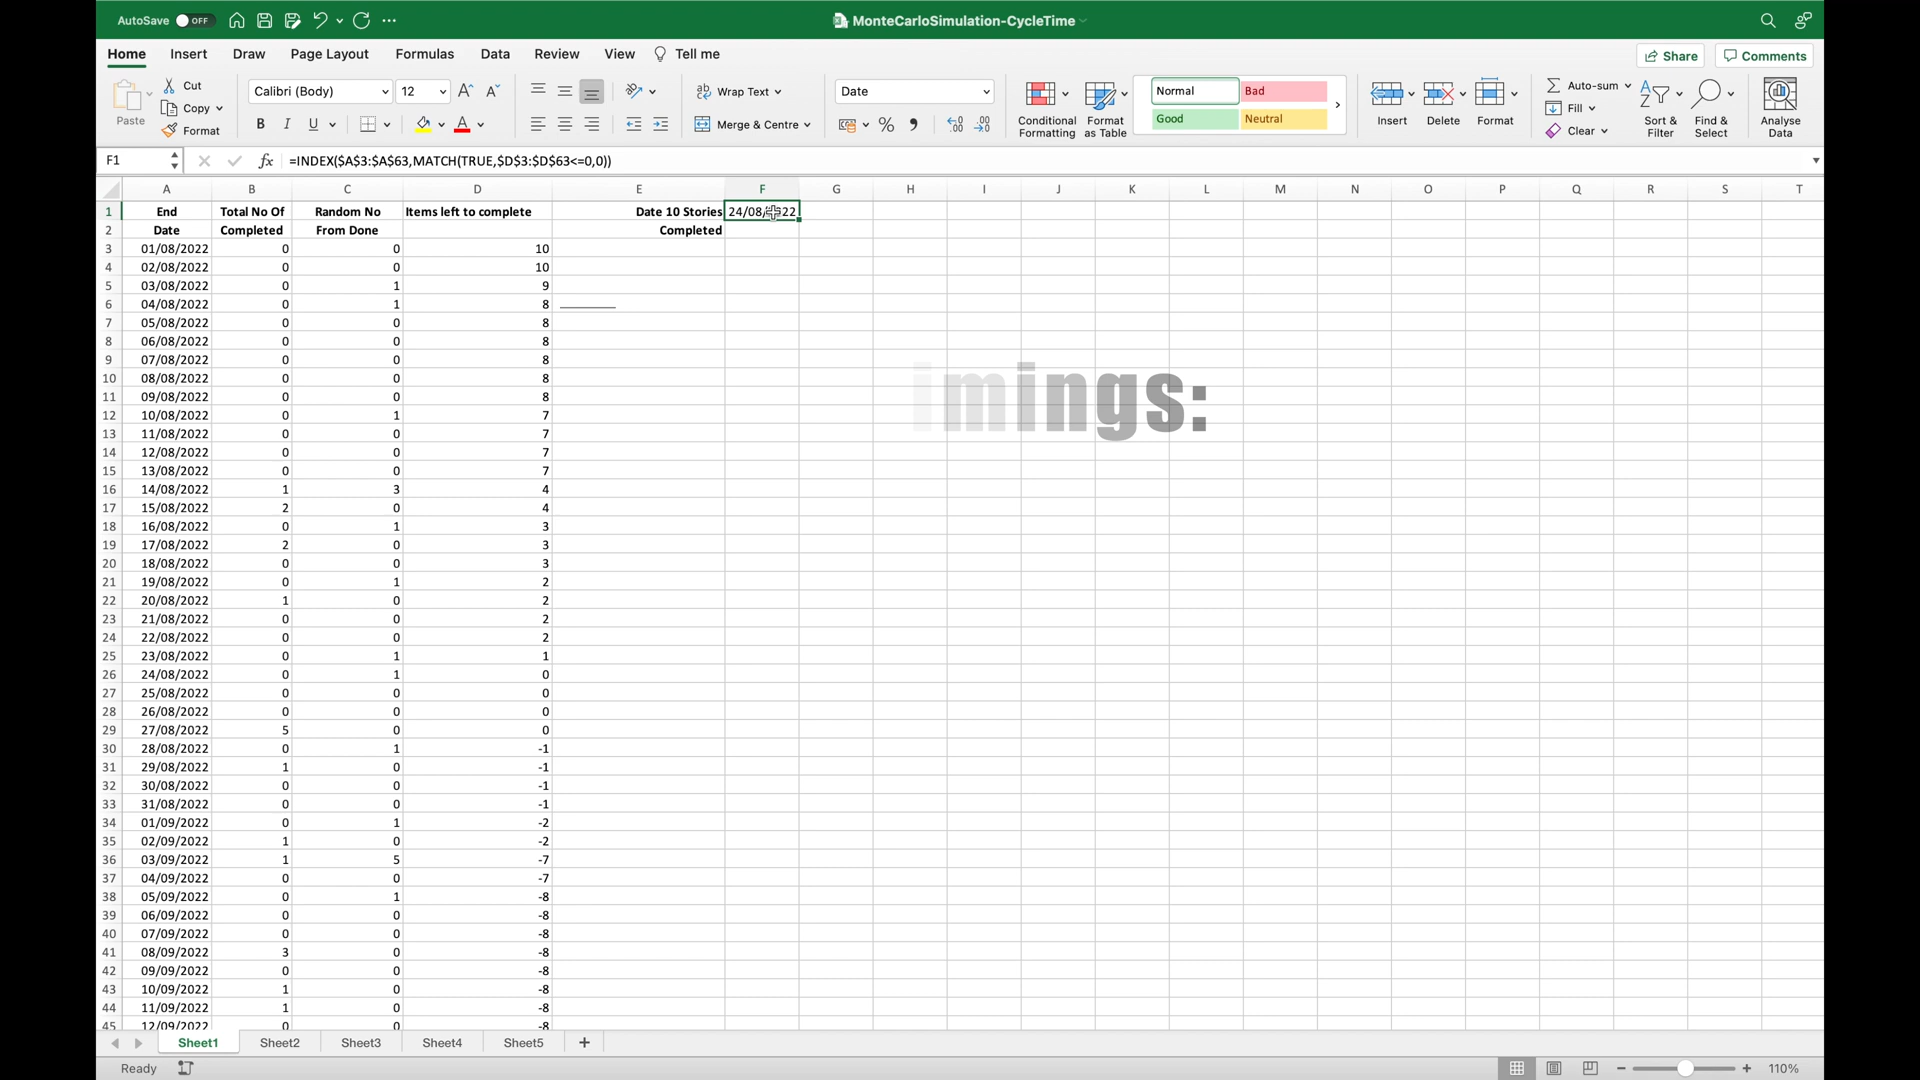 AutoSave OFF MonteCarloSimulation-CycleTime
Home Insert Draw Page Layout Formulas Data Review View Tell me Share Comments
Paste Cut Copy Format
Calibri (Body) 12 Wrap Text Merge & Centre Date
Conditional Formatting Format as Table Normal Bad Good Neutral
Insert Delete Format Auto-sum Fill Clear Sort & Filter Find & Select Analyse Data
F1 fx =INDEX($A$3:$A$63,MATCH(TRUE,$D$3:$D$63<=0,0))
A B C D E F G H I J K L M N O P Q R S T
1 End Total No Of Random No Items left to complete Date 10 Stories 24/08/2022
2 Date Completed From Done Completed
3 01/08/2022 0 0 10
4 02/08/2022 0 0 10
5 03/08/2022 0 1 9
6 04/08/2022 0 1 8
7 05/08/2022 0 0 8
8 06/08/2022 0 0 8
9 07/08/2022 0 0 8
10 08/08/2022 0 0 8
11 09/08/2022 0 0 8
imings:
12 10/08/2022 0 1 7
13 11/08/2022 0 0 7
14 12/08/2022 0 0 7
15 13/08/2022 0 0 7
16 14/08/2022 1 3 4
17 15/08/2022 2 0 4
18 16/08/2022 0 1 3
19 17/08/2022 2 0 3
20 18/08/2022 0 0 3
21 19/08/2022 0 1 2
22 20/08/2022 1 0 2
23 21/08/2022 0 0 2
24 22/08/2022 0 0 2
25 23/08/2022 0 1 1
26 24/08/2022 0 1 0
27 25/08/2022 0 0 0
28 26/08/2022 0 0 0
29 27/08/2022 5 0 0
30 28/08/2022 0 1 -1
31 29/08/2022 1 0 -1
32 30/08/2022 0 0 -1
33 31/08/2022 0 0 -1
34 01/09/2022 0 1 -2
35 02/09/2022 1 0 -2
36 03/09/2022 1 5 -7
37 04/09/2022 0 0 -7
38 05/09/2022 0 1 -8
39 06/09/2022 0 0 -8
40 07/09/2022 0 0 -8
41 08/09/2022 3 0 -8
42 09/09/2022 0 0 -8
43 10/09/2022 1 0 -8
44 11/09/2022 1 0 -8
45 12/09/2022 0 0 -8
Sheet1 Sheet2 Sheet3 Sheet4 Sheet5
Ready 110%